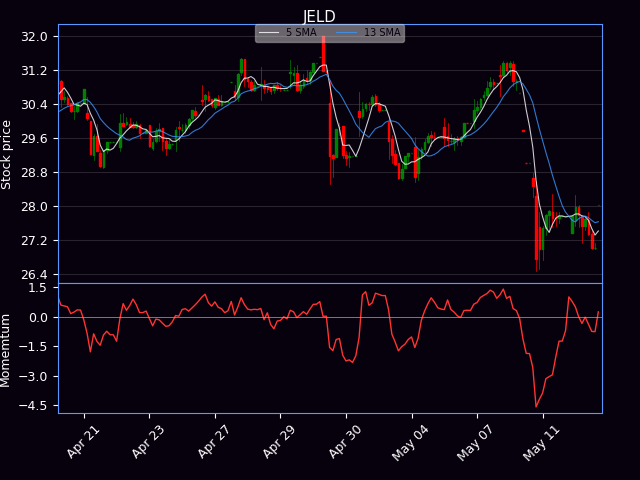 JELD
5 SMA 13 SMA
Stock price
32.0
31.2
30.4
29.6
28.8
28.0
27.2
26.4
Momemtum
1.5
0.0
−1.5
−3.0
−4.5
Apr 21
Apr 23
Apr 27
Apr 29
Apr 30
May 04
May 07
May 11